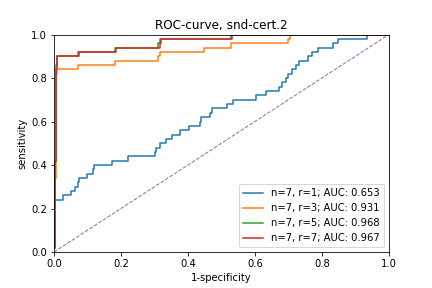 ROC-curve, snd-cert.2
1.0
0.8
0.6
0.4
0.2
0.0
sensitivity
n=7, r=1; AUC: 0.653
n=7, r=3; AUC: 0.931
n=7, r=5; AUC: 0.968
n=7, r=7; AUC: 0.967
0.0 0.2 0.4 0.6 0.8 1.0
1-specificity